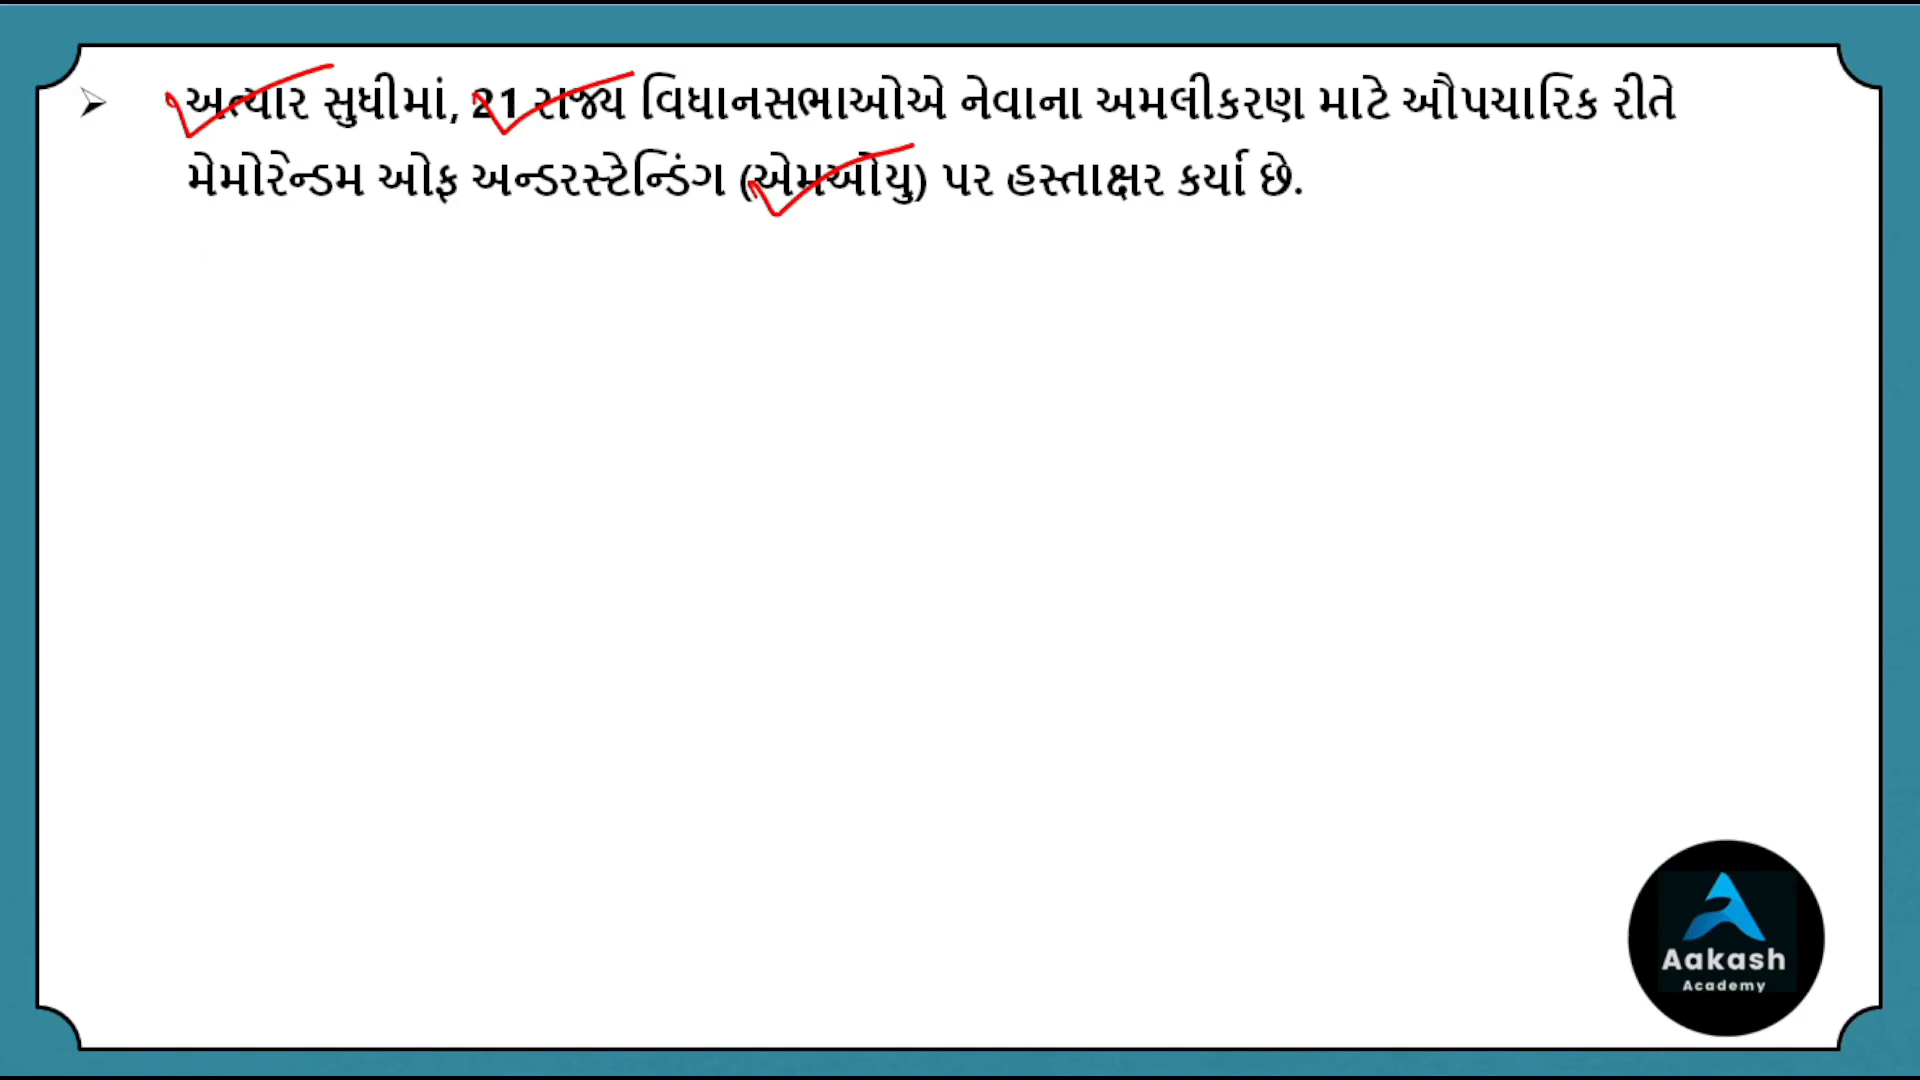 ➢ અત્યાર સુધીમાં, 21 રાજ્ય વિધાનસભાઓએ નેવાના અમલીકરણ માટે ઔપચારિક રીતે
મેમોરેન્ડમ ઓફ અન્ડરસ્ટેન્ડિંગ (એમઓયુ) પર હસ્તાક્ષર કર્યા છે.
Aakash
Academy